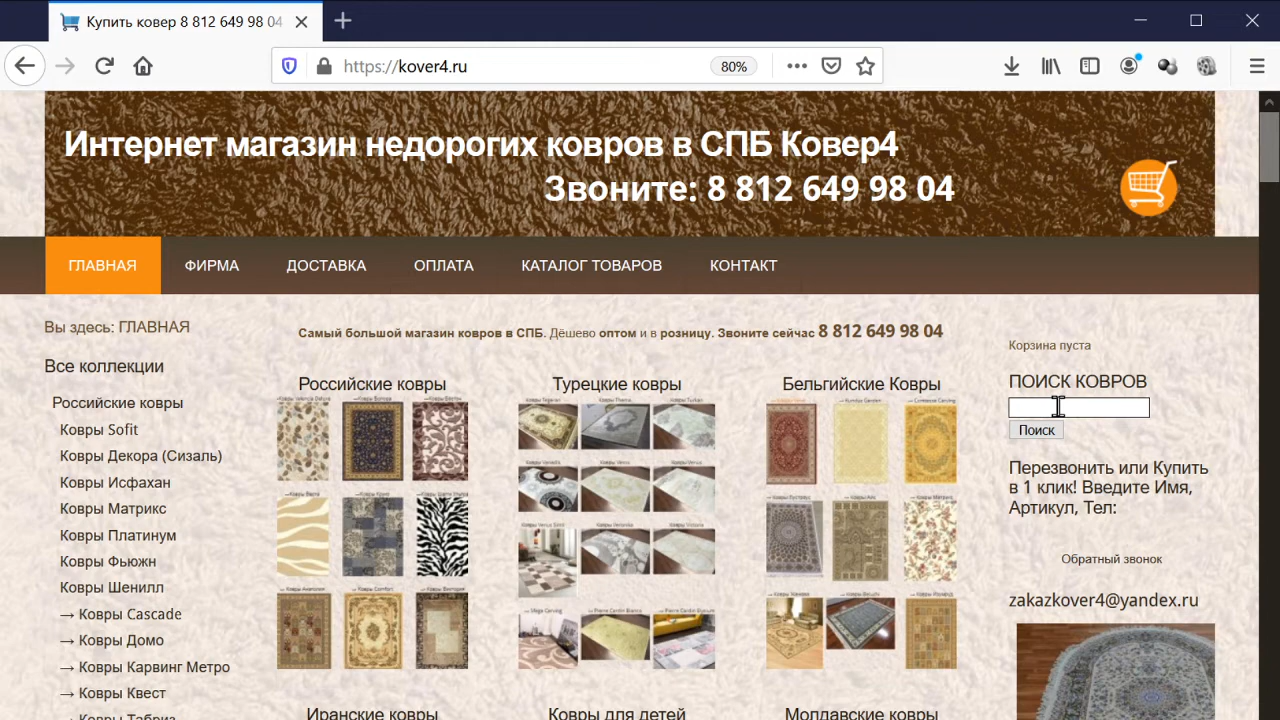 Купить ковер 8 812 649 98 04
https://kover4.ru
80%
Интернет магазин недорогих ковров в СПБ Ковер4
Звоните: 8 812 649 98 04
ГЛАВНАЯ ФИРМА ДОСТАВКА ОПЛАТА КАТАЛОГ ТОВАРОВ КОНТАКТ
Вы здесь: ГЛАВНАЯ
Все коллекции
Российские ковры
Ковры Sofit
Ковры Декора (Сизаль)
Ковры Исфахан
Ковры Матрикс
Ковры Платинум
Ковры Фьюжн
Ковры Шенилл
→ Ковры Cascade
→ Ковры Домо
→ Ковры Карвинг Метро
→ Ковры Квест
→ Ковры Табриз
Самый большой магазин ковров в СПБ. Дёшево оптом и в розницу. Звоните сейчас 8 812 649 98 04
Российские ковры
Турецкие ковры
Бельгийские Ковры
Иранские ковры
Ковры для детей
Молдавские ковры
Корзина пуста
ПОИСК КОВРОВ
Поиск
Перезвонить или Купить
в 1 клик! Введите Имя,
Артикул, Тел:
Обратный звонок
zakazkover4@yandex.ru